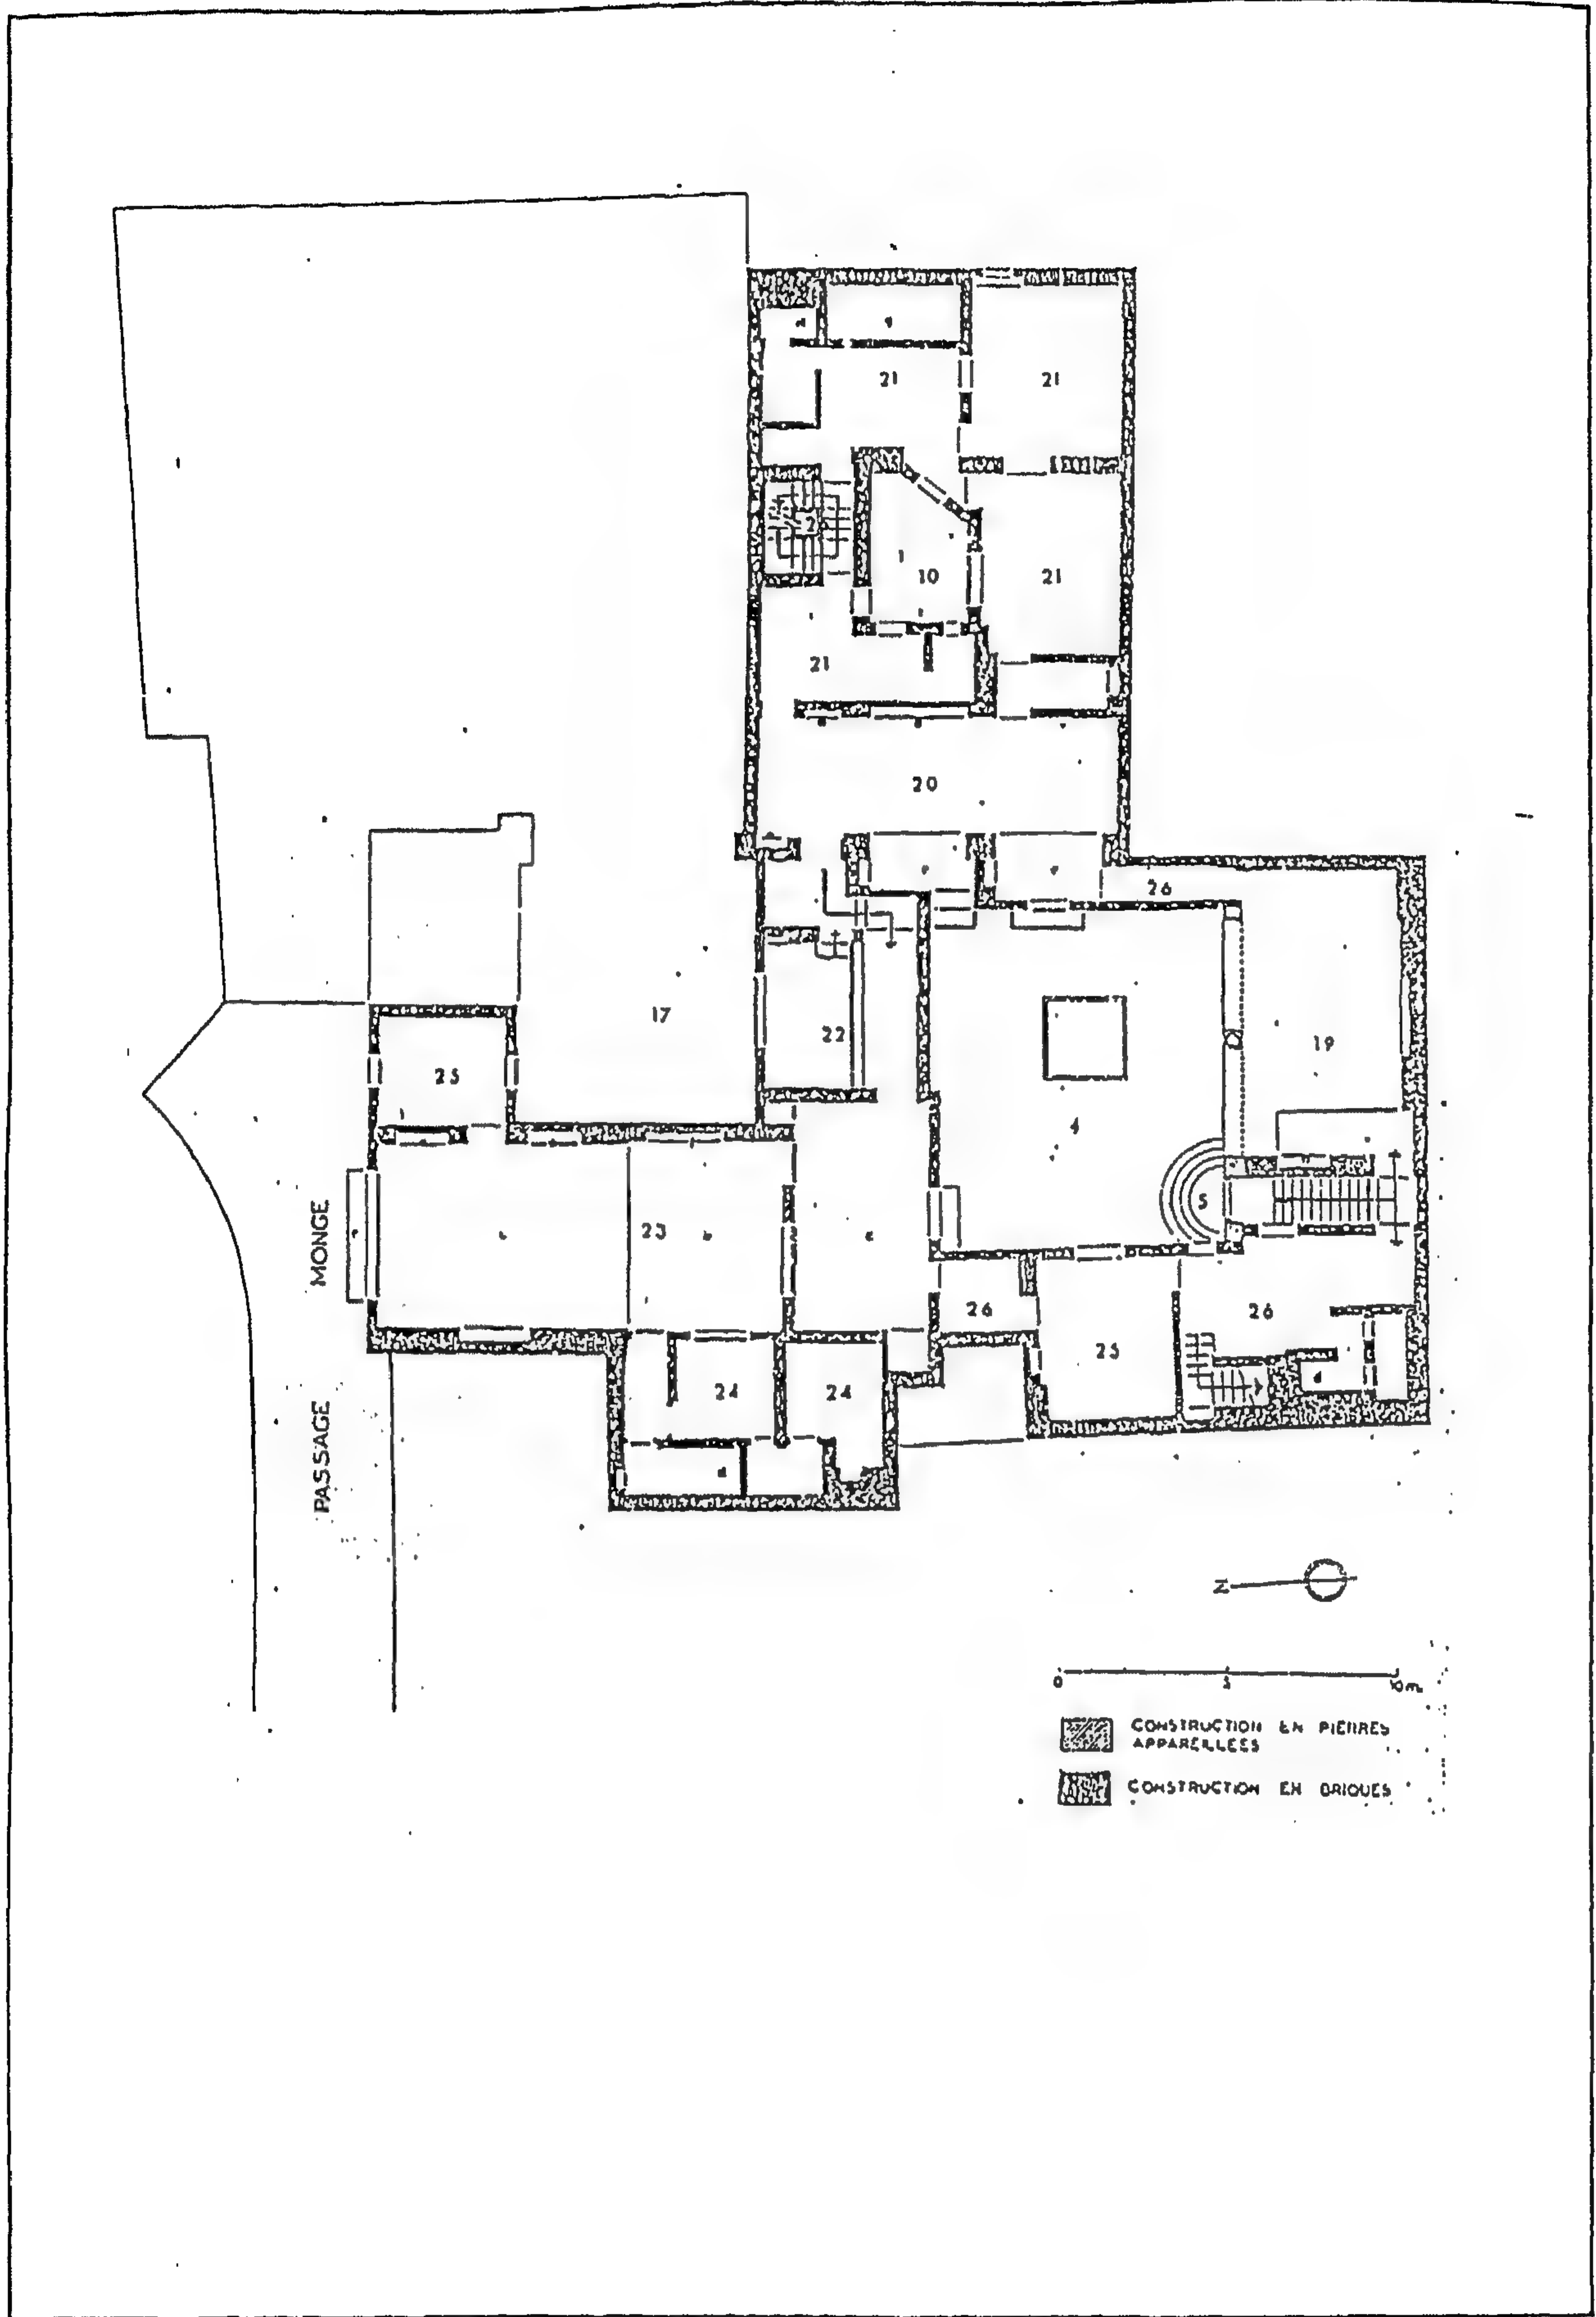 21
21
2
10
21
21
20
26
17
22
19
25
4
5
23
26
26
25
24
24
MONGE
PASSAGE
N
0 5 10m.
CONSTRUCTION EN PIERRES
APPAREILLEES
CONSTRUCTION EN BRIQUES